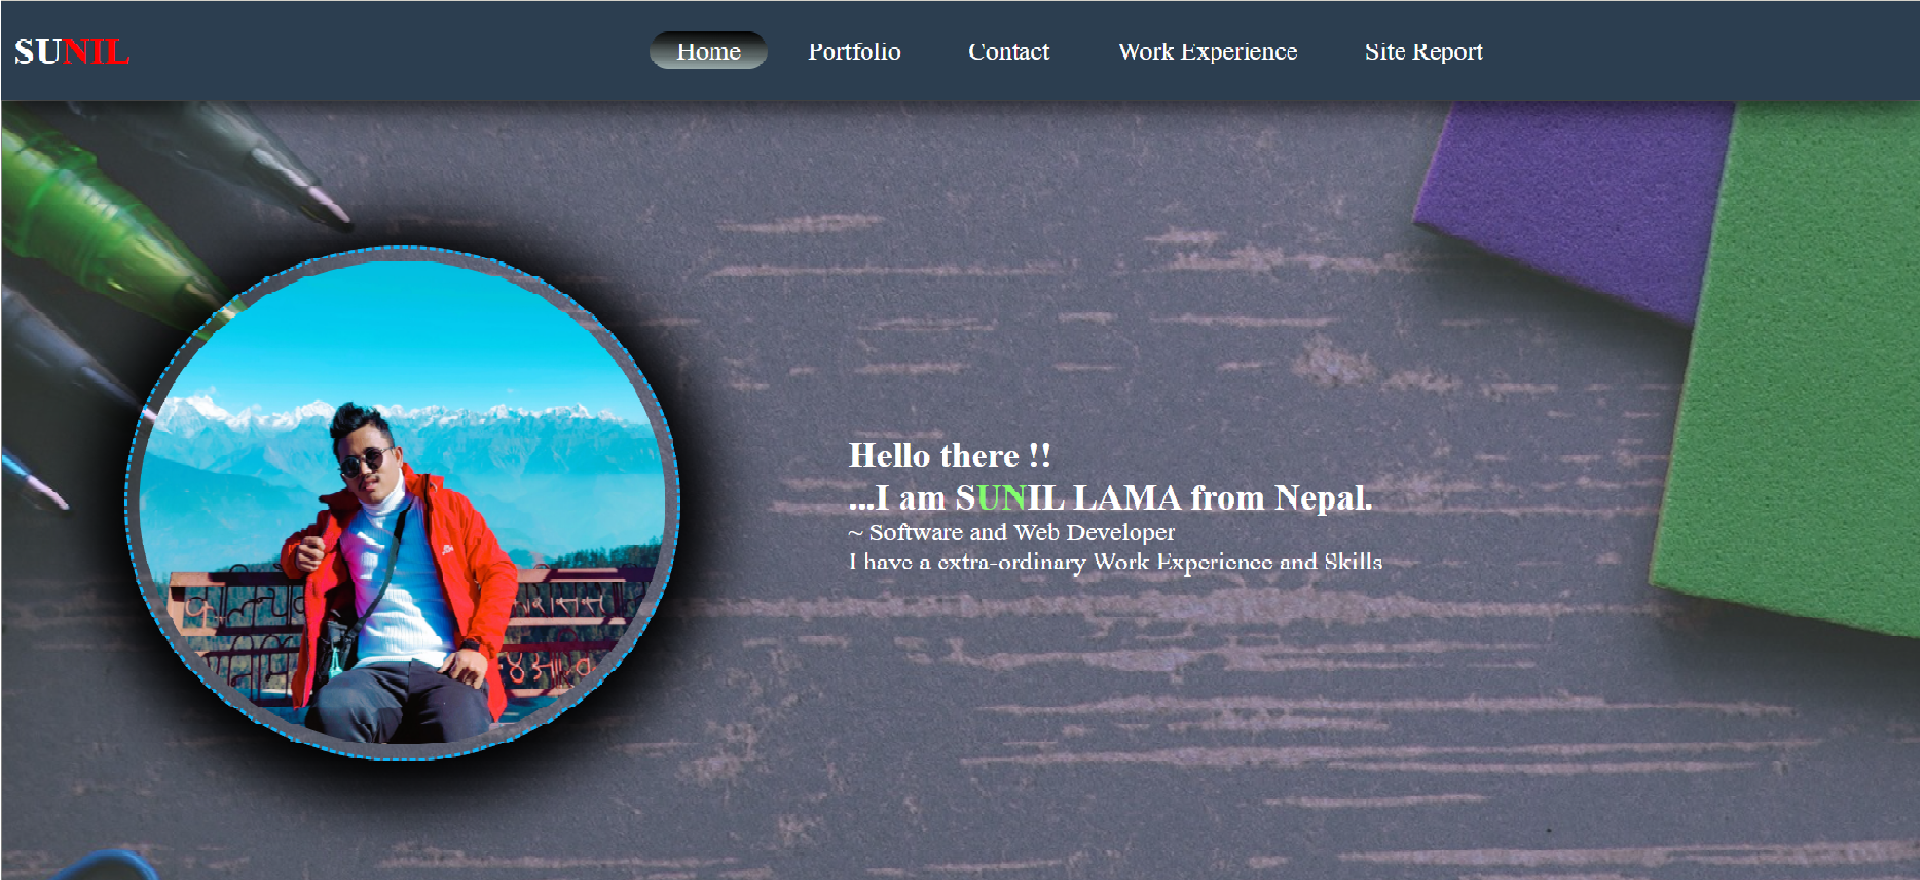 SUNIL
Home Portfolio Contact Work Experience Site Report
Hello there !!
...I am SUNIL LAMA from Nepal.
~ Software and Web Developer
I have a extra-ordinary Work Experience and Skills